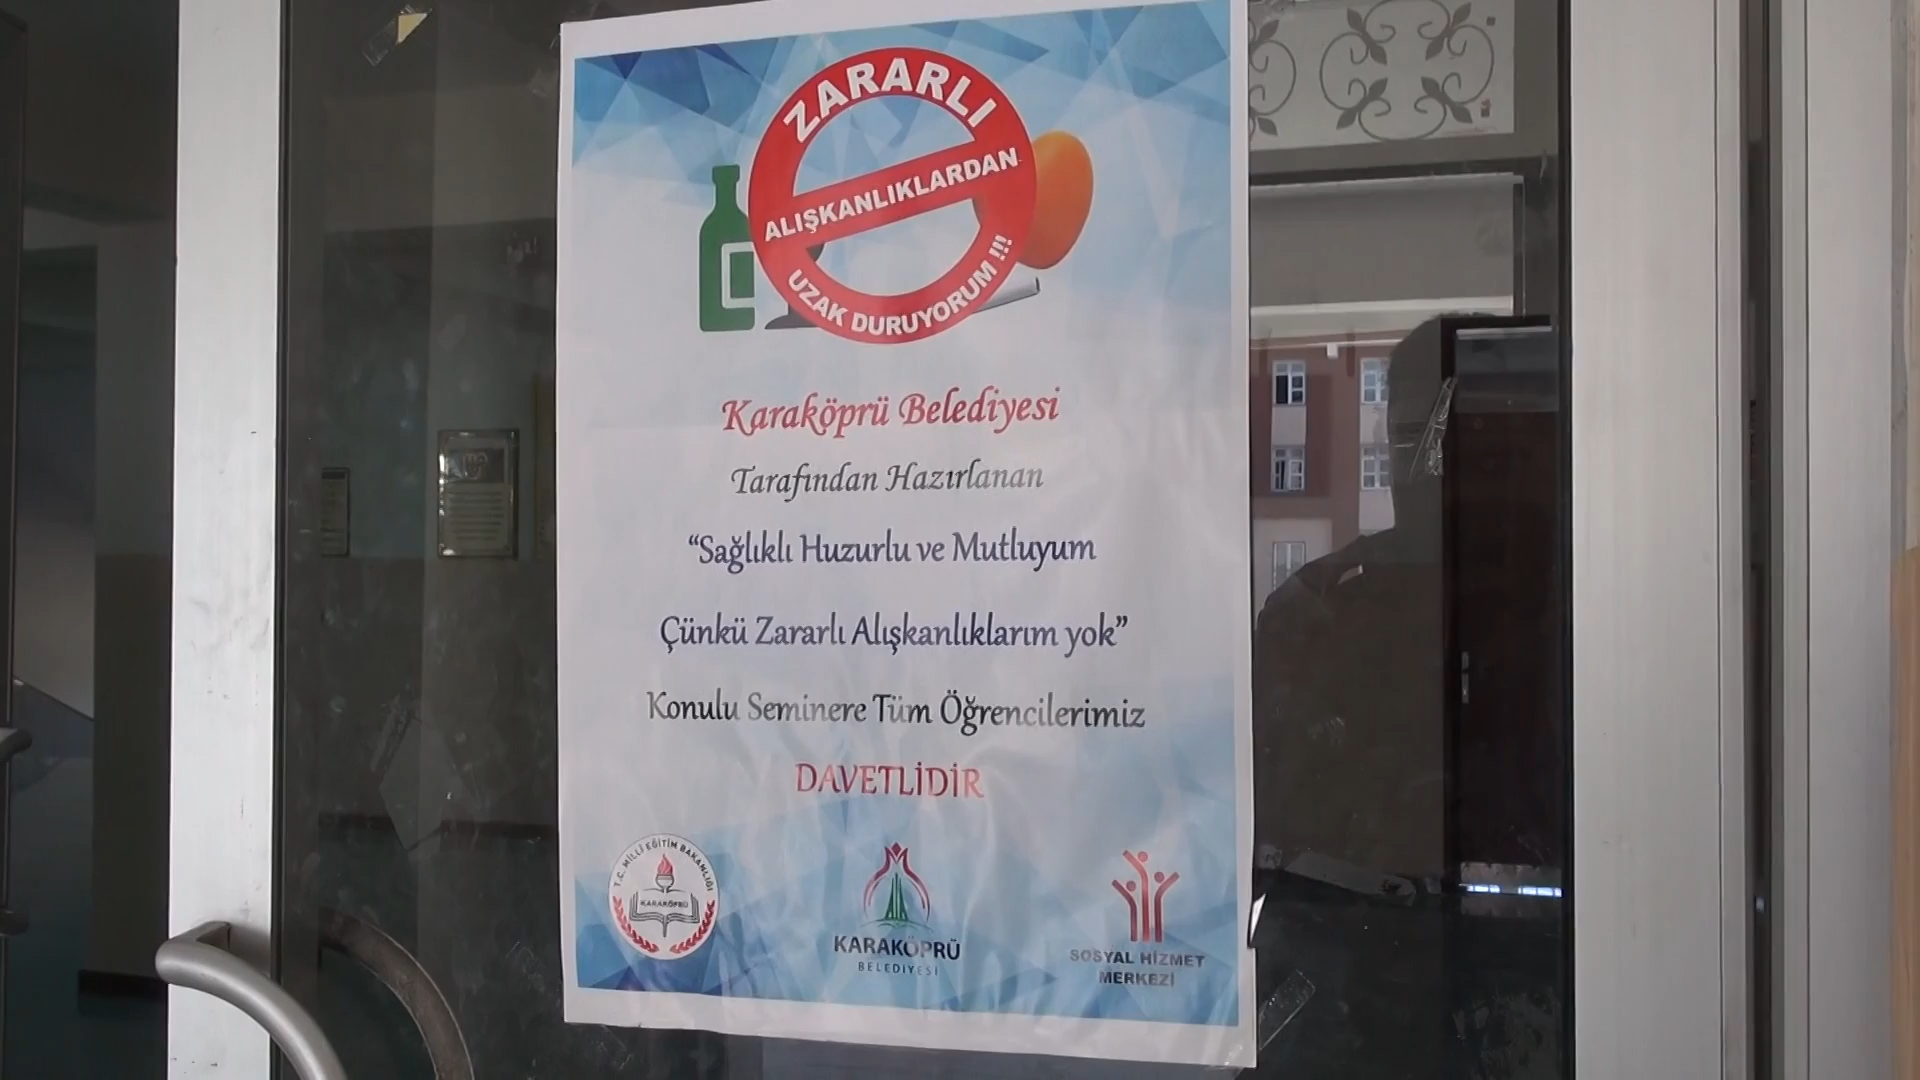 ZARARLI
ALIŞKANLIKLARDAN
UZAK DURUYORUM !!!
Karaköprü Belediyesi
Tarafından Hazırlanan
“Sağlıklı Huzurlu ve Mutluyum
Çünkü Zararlı Alışkanlıklarım yok”
Konulu Seminere Tüm Öğrencilerimiz
DAVETLİDİR
T.C. MİLLİ EĞİTİM BAKANLIĞI
KARAKÖPRÜ
KARAKÖPRÜ
BELEDİYESİ
SOSYAL HİZMET
MERKEZİ